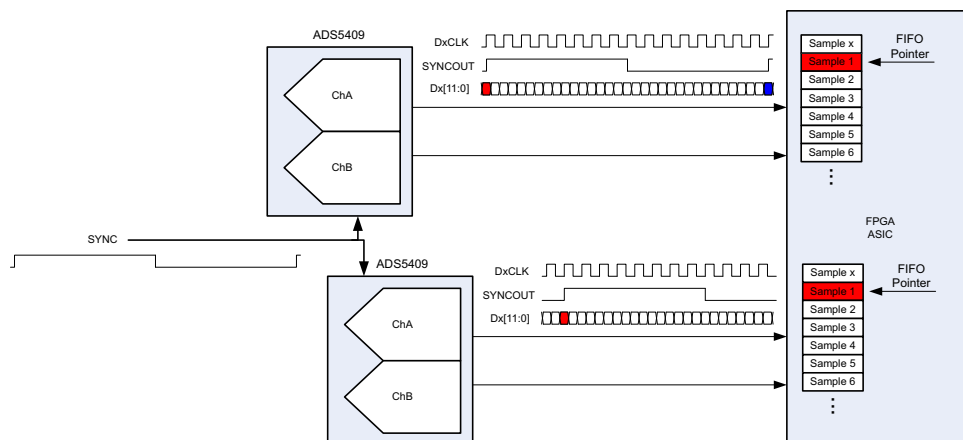 ADS5409
DxCLK
SYNCOUT
Dx[11:0]
ChA
ChB
Sample x
Sample 1
Sample 2
Sample 3
Sample 4
Sample 5
Sample 6
FIFO
Pointer
FPGA
ASIC
SYNC
ADS5409
DxCLK
SYNCOUT
Dx[11:0]
ChA
ChB
Sample x
Sample 1
Sample 2
Sample 3
Sample 4
Sample 5
Sample 6
FIFO
Pointer